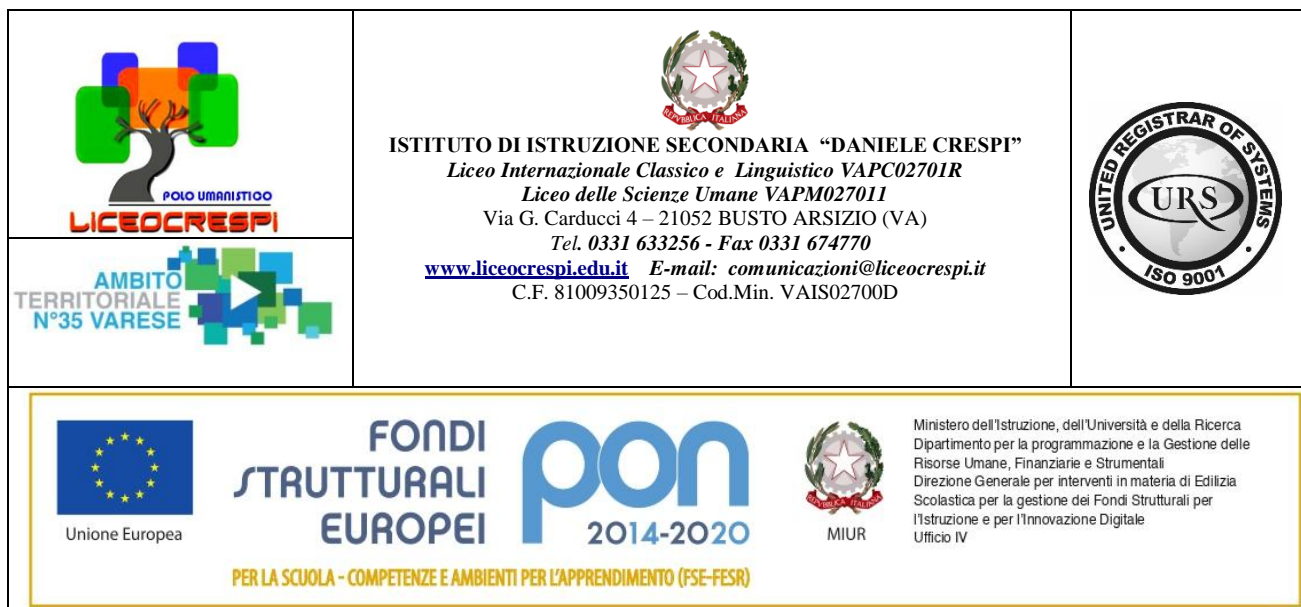 POLO UMANISTICO
LICEOCRESPI
AMBITO
TERRITORIALE
N°35 VARESE
REPVBBLICA ITALIANA
ISTITUTO DI ISTRUZIONE SECONDARIA “DANIELE CRESPI”
Liceo Internazionale Classico e Linguistico VAPC02701R
Liceo delle Scienze Umane VAPM027011
Via G. Carducci 4 – 21052 BUSTO ARSIZIO (VA)
Tel. 0331 633256 - Fax 0331 674770
www.liceocrespi.edu.it E-mail: comunicazioni@liceocrespi.it
C.F. 81009350125 – Cod.Min. VAIS02700D
UNITED REGISTRAR OF SYSTEMS
URS
ISO 9001
Unione Europea
FONDI
STRUTTURALI
EUROPEI
pon
2014-2020
PER LA SCUOLA - COMPETENZE E AMBIENTI PER L'APPRENDIMENTO (FSE-FESR)
REPVBBLICA ITALIANA
MIUR
Ministero dell'Istruzione, dell'Università e della Ricerca
Dipartimento per la programmazione e la Gestione delle
Risorse Umane, Finanziarie e Strumentali
Direzione Generale per interventi in materia di Edilizia
Scolastica per la gestione dei Fondi Strutturali per
l'Istruzione e per l'Innovazione Digitale
Ufficio IV